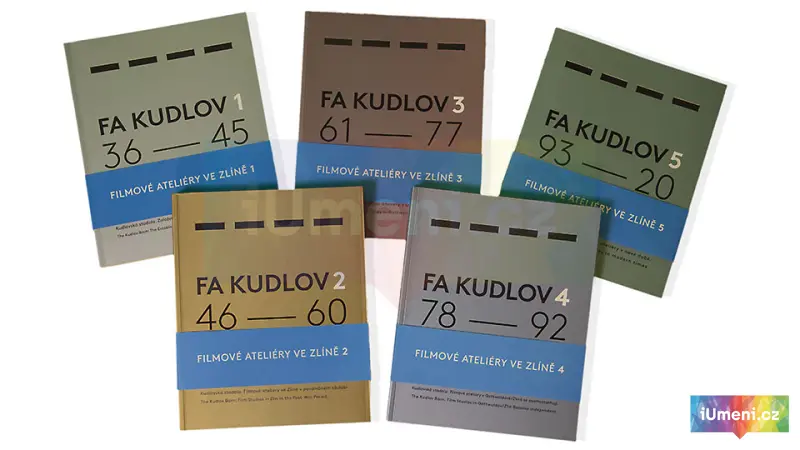 FA KUDLOV 1
36 — 45
FILMOVÉ ATELIÉRY VE ZLÍNĚ 1
FA KUDLOV 3
61 — 77
FILMOVÉ ATELIÉRY VE ZLÍNĚ 3
FA KUDLOV 5
93 — 20
FILMOVÉ ATELIÉRY VE ZLÍNĚ 5
iUmeni.cz
FA KUDLOV 2
46 — 60
FILMOVÉ ATELIÉRY VE ZLÍNĚ 2
FA KUDLOV 4
78 — 92
FILMOVÉ ATELIÉRY VE ZLÍNĚ 4
iUmeni.cz